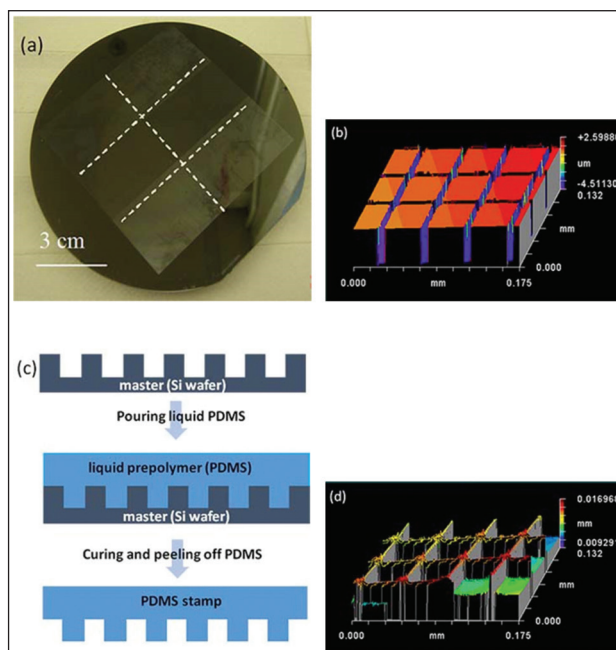 (a)
3 cm
(b)
+2.59880
um
-4.51130
0.132
mm
0.000
0.000
mm
0.175
(c)
master (Si wafer)
Pouring liquid PDMS
liquid prepolymer (PDMS)
master (Si wafer)
Curing and peeling off PDMS
PDMS stamp
(d)
0.016968
mm
0.009291
0.132
mm
0.000
0.000
mm
0.175